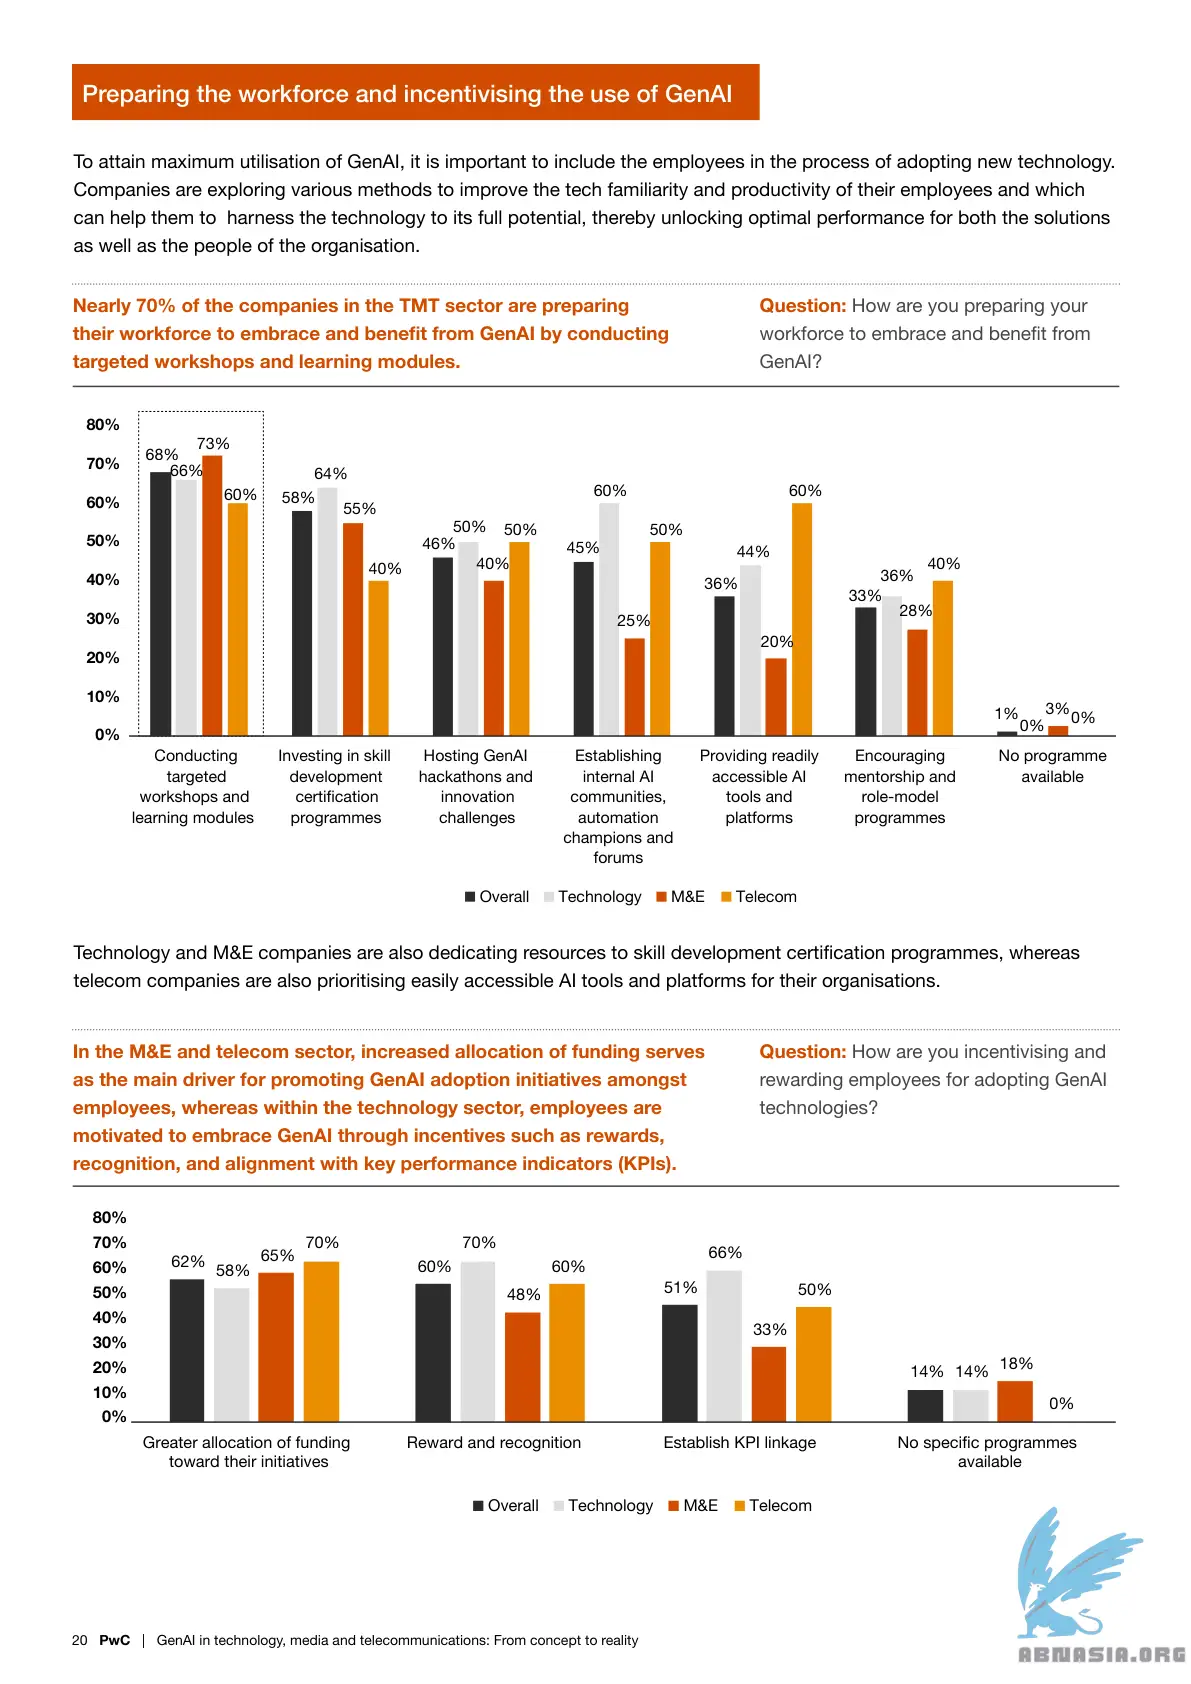 Preparing the workforce and incentivising the use of GenAI
To attain maximum utilisation of GenAI, it is important to include the employees in the process of adopting new technology.
Companies are exploring various methods to improve the tech familiarity and productivity of their employees and which
can help them to  harness the technology to its full potential, thereby unlocking optimal performance for both the solutions
as well as the people of the organisation.
Nearly 70% of the companies in the TMT sector are preparing
their workforce to embrace and benefit from GenAI by conducting
targeted workshops and learning modules.
Question: How are you preparing your
workforce to embrace and benefit from
GenAI?
80%
70%
60%
50%
40%
30%
20%
10%
0%
68%
66%
73%
60%
58%
64%
55%
40%
46%
50%
40%
50%
45%
60%
25%
50%
36%
44%
20%
60%
33%
36%
28%
40%
1%
0%
3%
0%
Conducting
targeted
workshops and
learning modules
Investing in skill
development
certification
programmes
Hosting GenAI
hackathons and
innovation
challenges
Establishing
internal AI
communities,
automation
champions and
forums
Providing readily
accessible AI
tools and
platforms
Encouraging
mentorship and
role-model
programmes
No programme
available
Overall Technology M&E Telecom
Technology and M&E companies are also dedicating resources to skill development certification programmes, whereas
telecom companies are also prioritising easily accessible AI tools and platforms for their organisations.
In the M&E and telecom sector, increased allocation of funding serves
as the main driver for promoting GenAI adoption initiatives amongst
employees, whereas within the technology sector, employees are
motivated to embrace GenAI through incentives such as rewards,
recognition, and alignment with key performance indicators (KPIs).
Question: How are you incentivising and
rewarding employees for adopting GenAI
technologies?
80%
70%
60%
50%
40%
30%
20%
10%
0%
62%
58%
65%
70%
60%
70%
48%
60%
51%
66%
33%
50%
14%
14%
18%
0%
Greater allocation of funding
toward their initiatives
Reward and recognition
Establish KPI linkage
No specific programmes
available
Overall Technology M&E Telecom
20 PwC | GenAI in technology, media and telecommunications: From concept to reality
ABNASIA.ORG